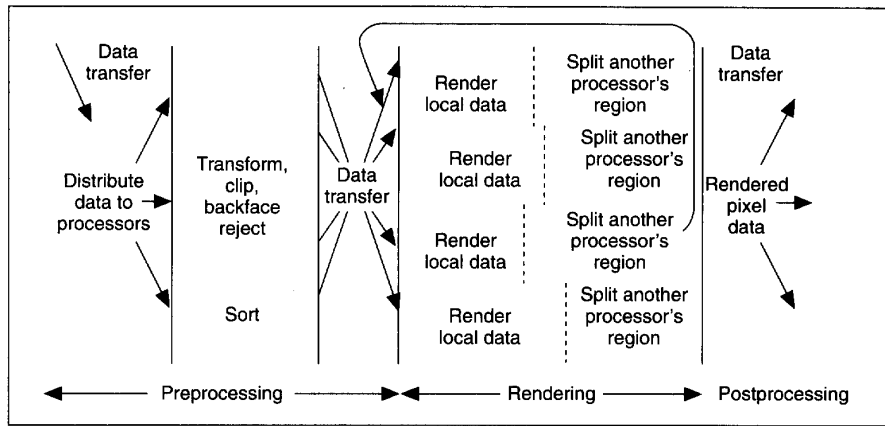 Data
transfer
Distribute
data to
processors
Transform,
clip,
backface
reject
Sort
Data
transfer
Render
local data
Split another
processor's
region
Render
local data
Split another
processor's
region
Render
local data
Split another
processor's
region
Render
local data
Split another
processor's
region
Data
transfer
Rendered
pixel
data
Preprocessing
Rendering
Postprocessing